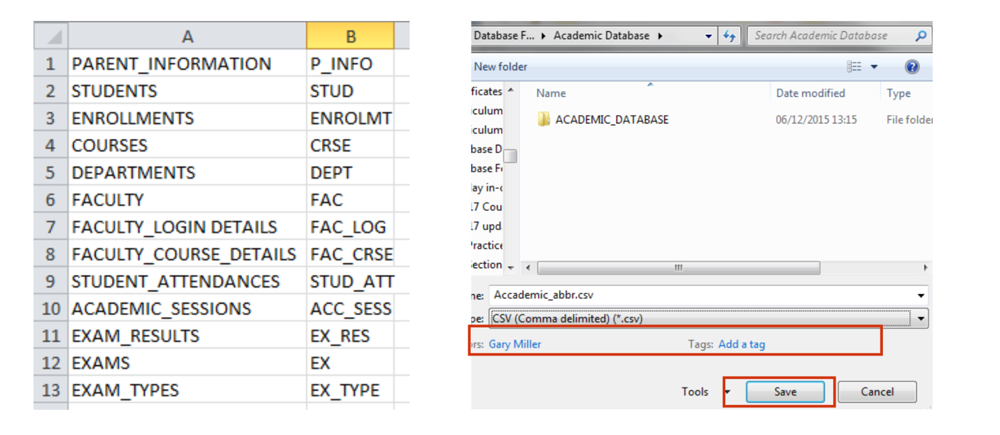 A B
1 PARENT_INFORMATION P_INFO
2 STUDENTS STUD
3 ENROLLMENTS ENROLMT
4 COURSES CRSE
5 DEPARTMENTS DEPT
6 FACULTY FAC
7 FACULTY_LOGIN DETAILS FAC_LOG
8 FACULTY_COURSE_DETAILS FAC_CRSE
9 STUDENT_ATTENDANCES STUD_ATT
10 ACADEMIC_SESSIONS ACC_SESS
11 EXAM_RESULTS EX_RES
12 EXAMS EX
13 EXAM_TYPES EX_TYPE
Database F... Academic Database Search Academic Database
New folder
ficates Name Date modified Type
iculum
ACADEMIC_DATABASE 06/12/2015 13:15 File folder
iculum
base D
base F
lay in-c
17 Cou
17 upd
Practice
Section
ne: Accademic_abbr.csv
pe: CSV (Comma delimited) (*.csv)
rs: Gary Miller Tags: Add a tag
Tools Save Cancel